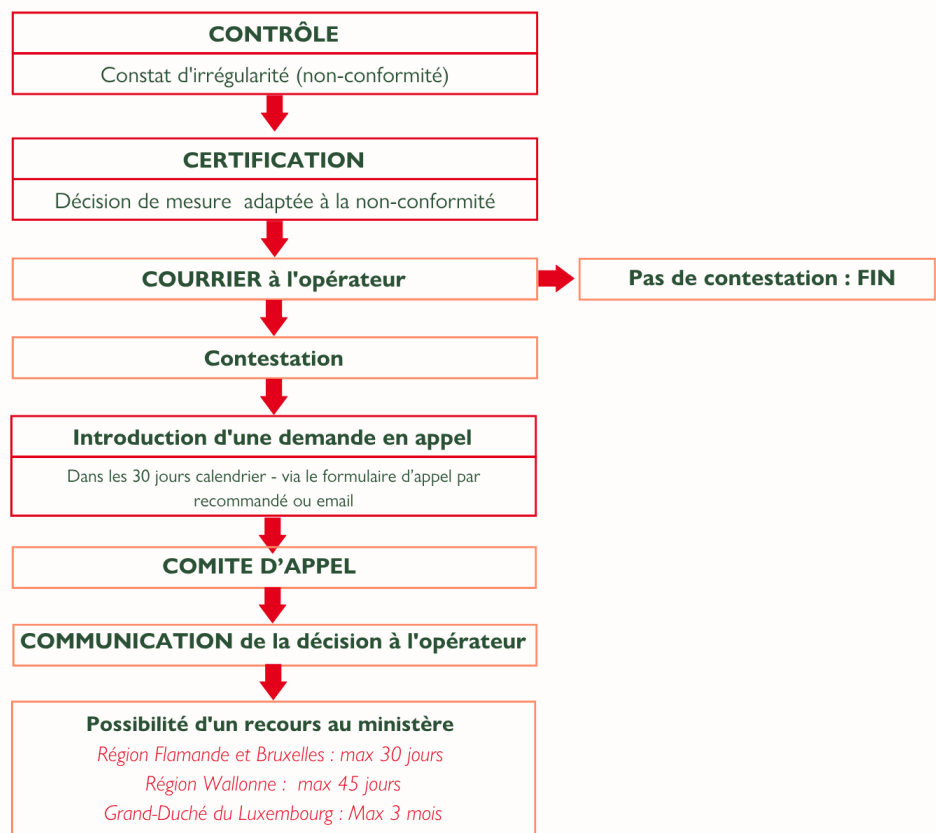 CONTRÔLE
Constat d'irrégularité (non-conformité)
CERTIFICATION
Décision de mesure adaptée à la non-conformité
COURRIER à l'opérateur
Pas de contestation : FIN
Contestation
Introduction d'une demande en appel
Dans les 30 jours calendrier - via le formulaire d’appel par
recommandé ou email
COMITE D’APPEL
COMMUNICATION de la décision à l'opérateur
Possibilité d'un recours au ministère
Région Flamande et Bruxelles : max 30 jours
Région Wallonne : max 45 jours
Grand-Duché du Luxembourg : Max 3 mois